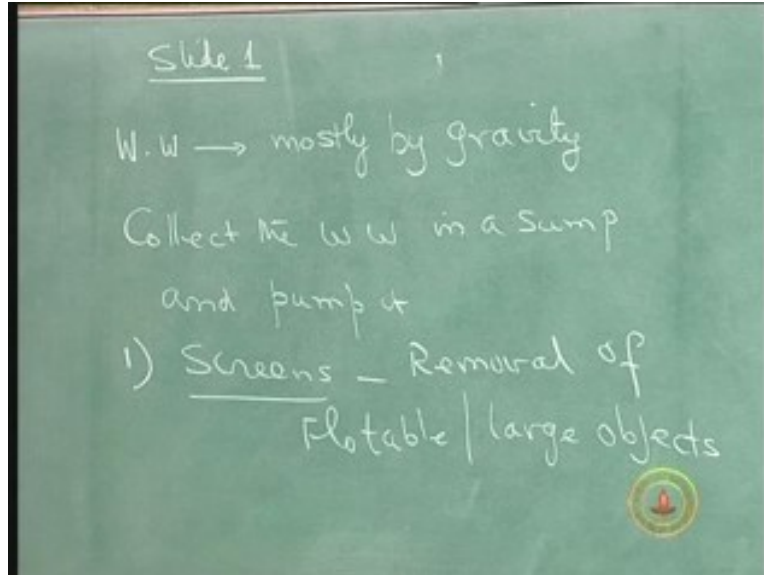 Slide 1
W.W → mostly by gravity
Collect the WW in a sump
and pump it
1) Screens - Removal of
Flotable / large objects